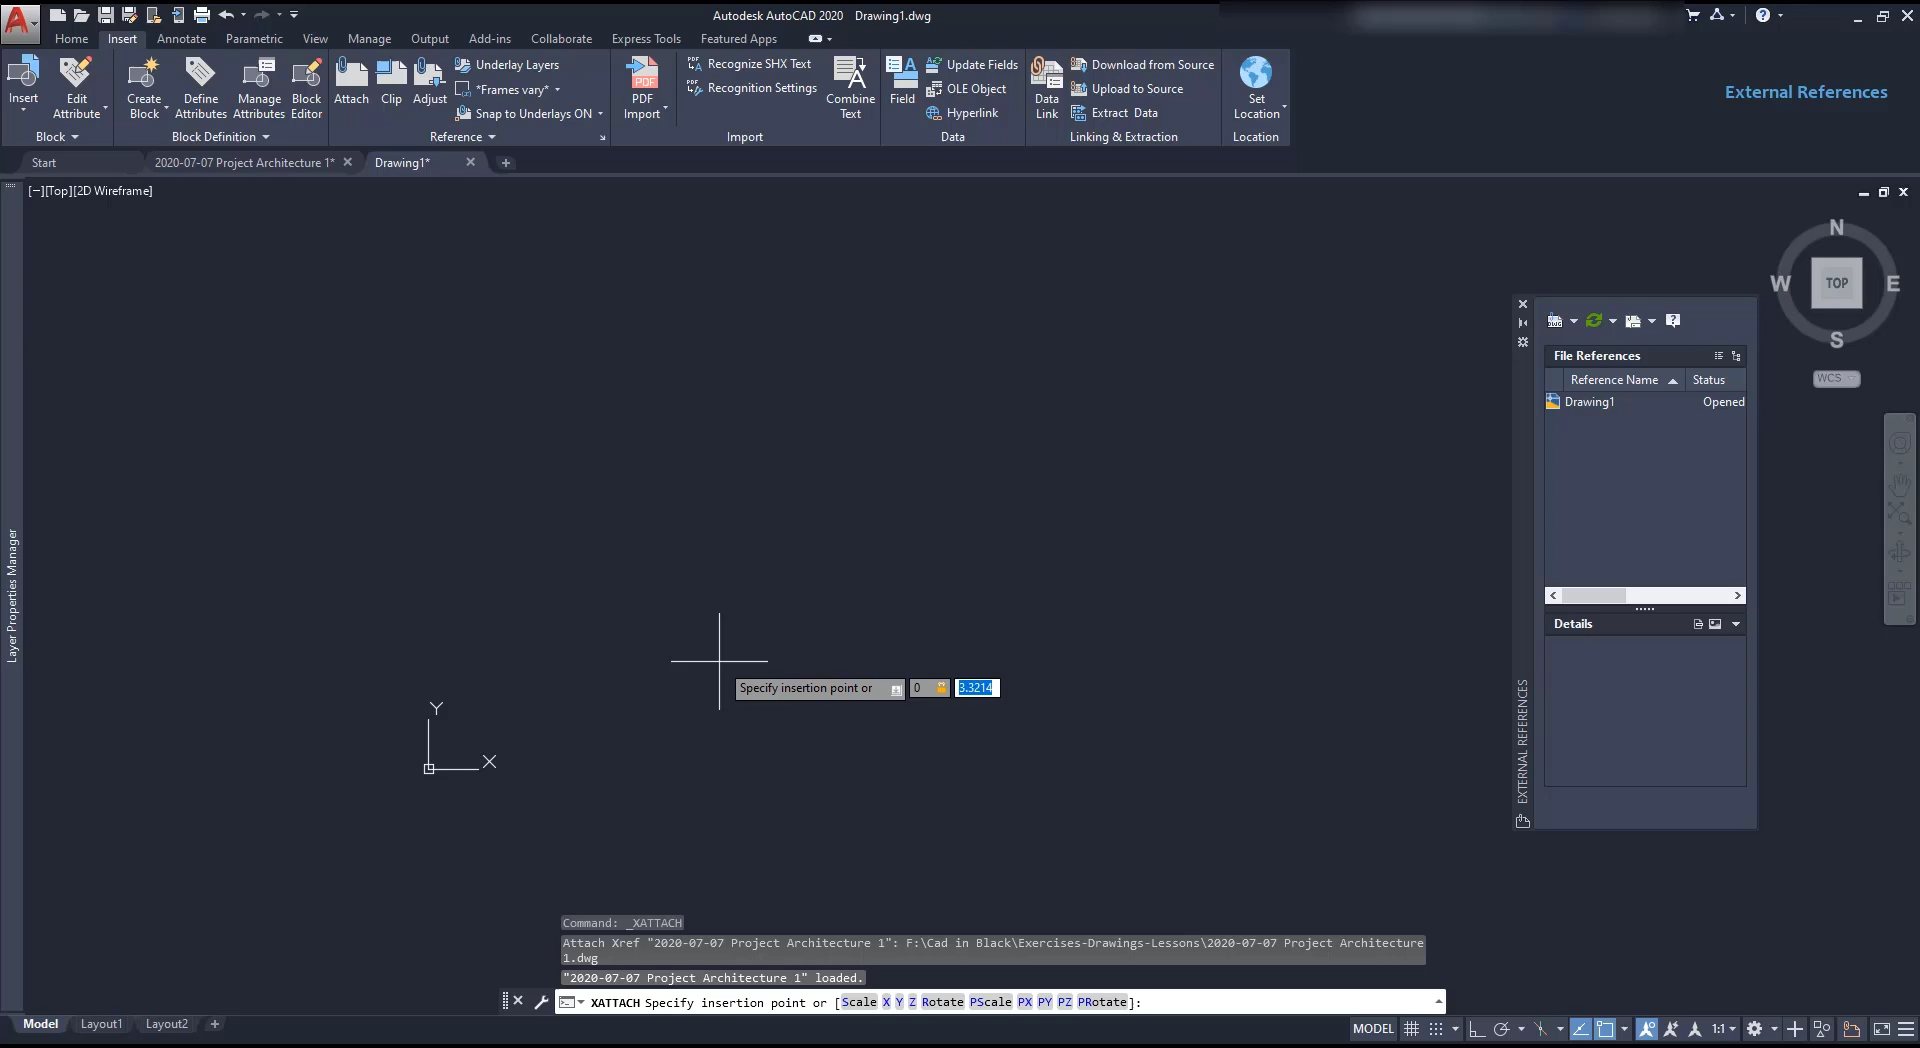 Autodesk AutoCAD 2020 Drawing1.dwg
Home Insert Annotate Parametric View Manage Output Add-ins Collaborate Express Tools Featured Apps
Insert
Edit
Attribute
Block
Create
Block
Define
Attributes
Manage
Attributes
Block
Editor
Block Definition
Attach
Clip
Adjust
Underlay Layers
*Frames vary*
Snap to Underlays ON
Reference
PDF
PDF
Import
PDF Recognize SHX Text
PDF Recognition Settings
Combine
Text
Import
Field
Update Fields
OLE Object
Hyperlink
Data
Data
Link
Download from Source
Upload to Source
Extract Data
Linking & Extraction
Set
Location
Location
External References
Start
2020-07-07 Project Architecture 1*
Drawing1*
[−][Top][2D Wireframe]
N
W TOP E
S
WCS
File References
Reference Name Status
Drawing1 Opened
Details
EXTERNAL REFERENCES
Layer Properties Manager
Specify insertion point or 0 3.3214
Y
X
Command: _XATTACH
Attach Xref "2020-07-07 Project Architecture 1": F:\Cad in Black\Exercises-Drawings-Lessons\2020-07-07 Project Architecture
1.dwg
"2020-07-07 Project Architecture 1" loaded.
XATTACH Specify insertion point or [Scale X Y Z Rotate PScale PX PY PZ PRotate]:
Model Layout1 Layout2
MODEL 1:1